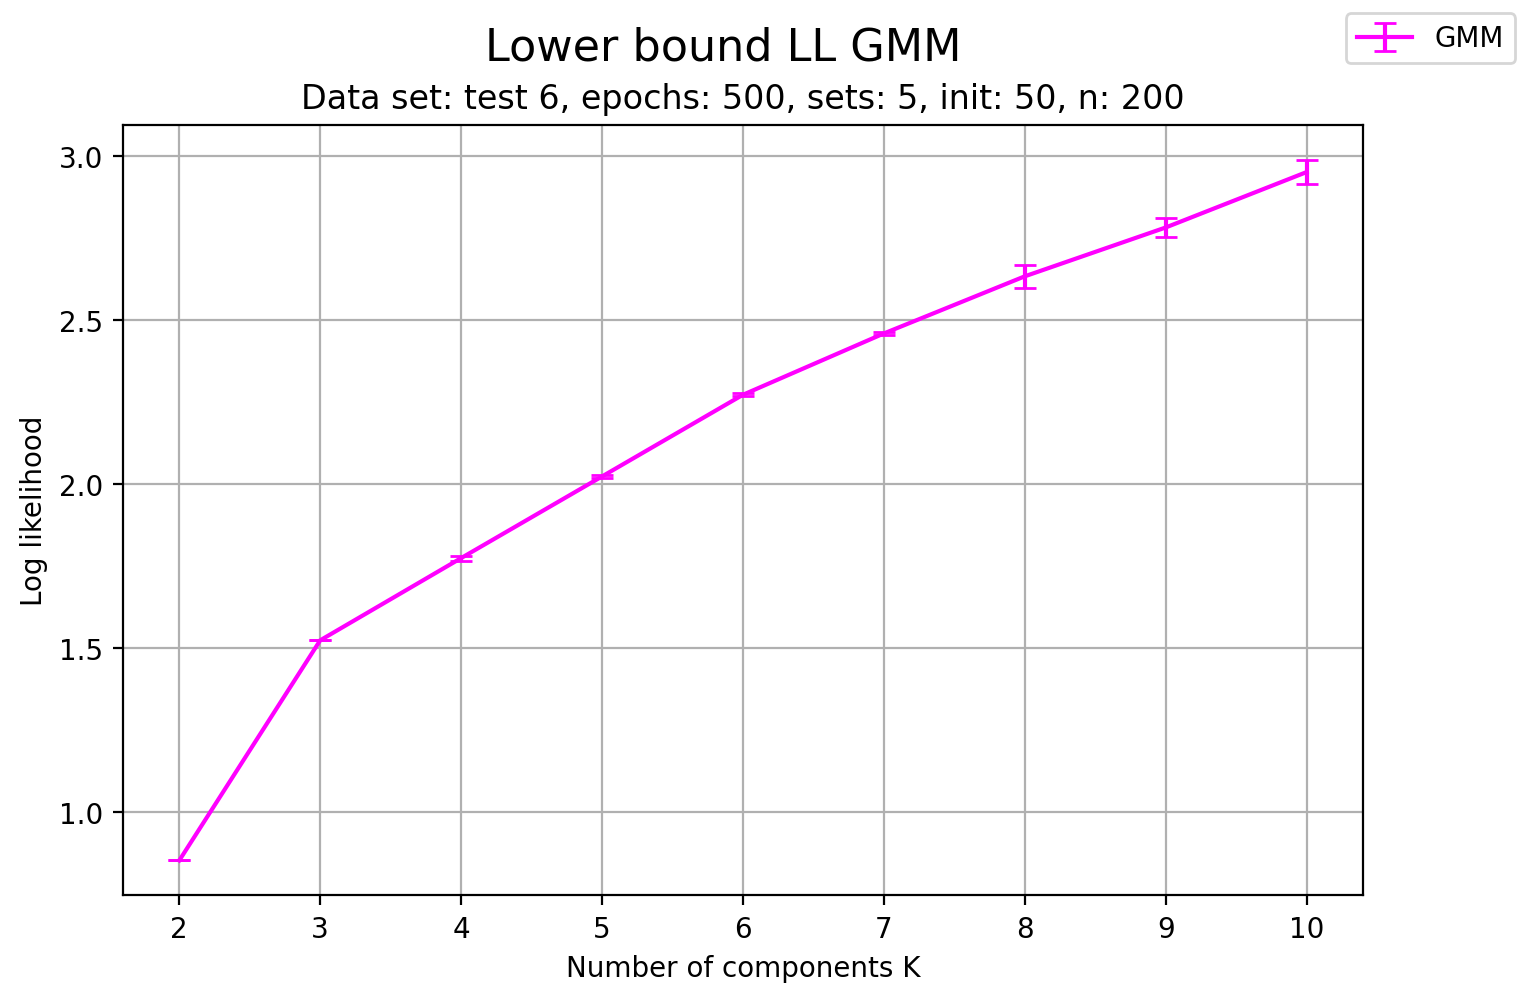 Lower bound LL GMM
GMM
Data set: test 6, epochs: 500, sets: 5, init: 50, n: 200
3.0
2.5
2.0
1.5
1.0
Log likelihood
2 3 4 5 6 7 8 9 10
Number of components K